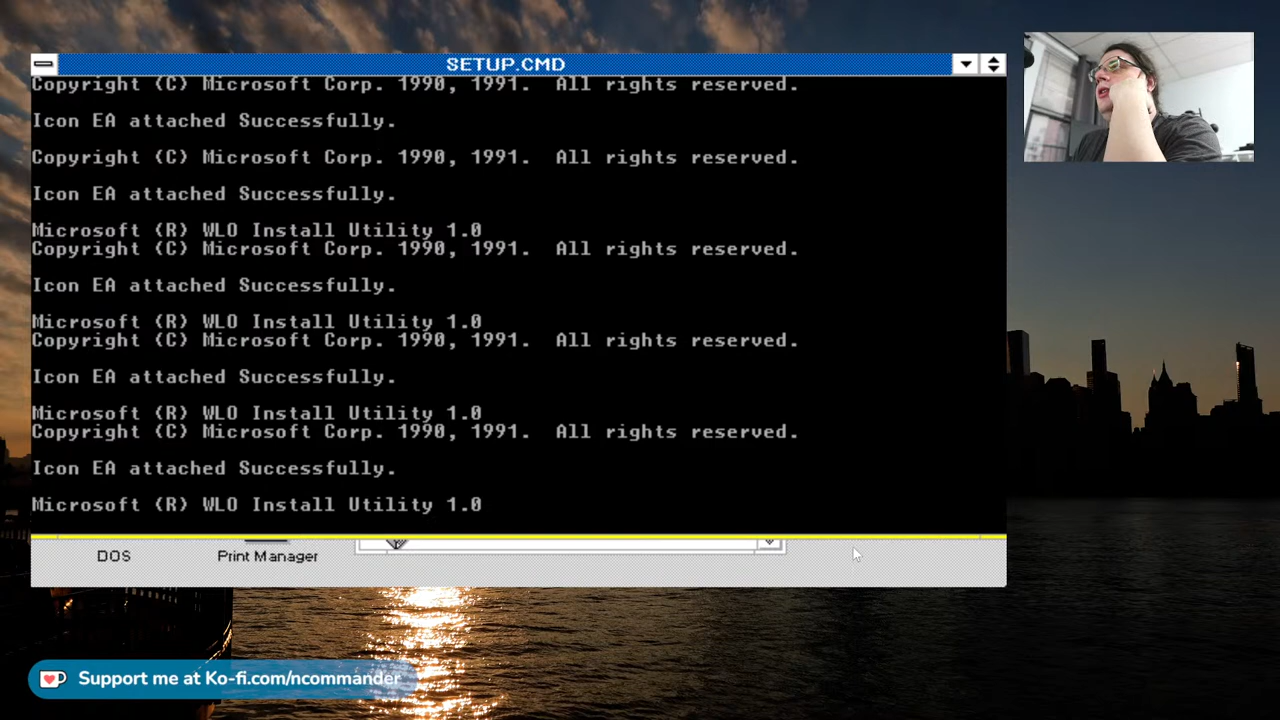 SETUP.CMD
Copyright (C) Microsoft Corp. 1990, 1991.  All rights reserved.
Icon EA attached Successfully.
Copyright (C) Microsoft Corp. 1990, 1991.  All rights reserved.
Icon EA attached Successfully.
Microsoft (R) WLO Install Utility 1.0
Copyright (C) Microsoft Corp. 1990, 1991.  All rights reserved.
Icon EA attached Successfully.
Microsoft (R) WLO Install Utility 1.0
Copyright (C) Microsoft Corp. 1990, 1991.  All rights reserved.
Icon EA attached Successfully.
Microsoft (R) WLO Install Utility 1.0
Copyright (C) Microsoft Corp. 1990, 1991.  All rights reserved.
Icon EA attached Successfully.
Microsoft (R) WLO Install Utility 1.0
DOS Print Manager
Support me at Ko-fi.com/ncommander